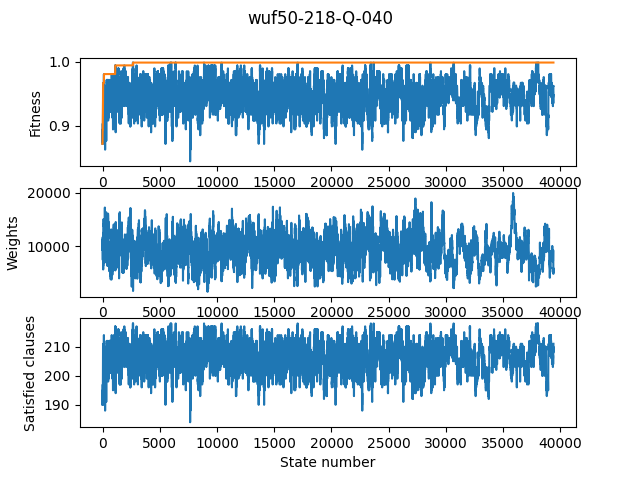 wuf50-218-Q-040
1.0
0.9
Fitness
0 5000 10000 15000 20000 25000 30000 35000 40000
20000
10000
Weights
0 5000 10000 15000 20000 25000 30000 35000 40000
210
200
190
Satisfied clauses
0 5000 10000 15000 20000 25000 30000 35000 40000
State number